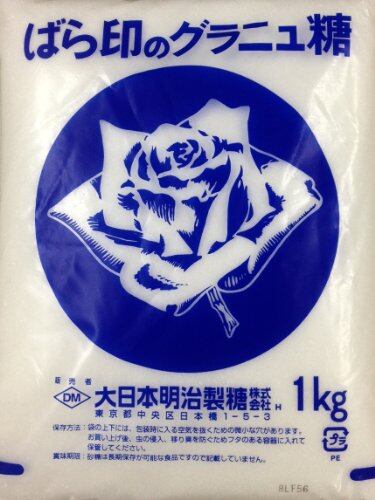 ばら印のグラニュ糖
販売者
DM 大日本明治製糖株式会社 H 1kg
東京都中央区日本橋1-5-3
保存方法：袋の上下には、包装時に入る空気を抜くための微小な穴があります。
お買い上げ後、虫の侵入、移り臭を防ぐためフタのある容器に入れて
保管してください。
賞味期限：砂糖は長期保存が可能な食品ですので記載していません。
プラ
PE
8LF56